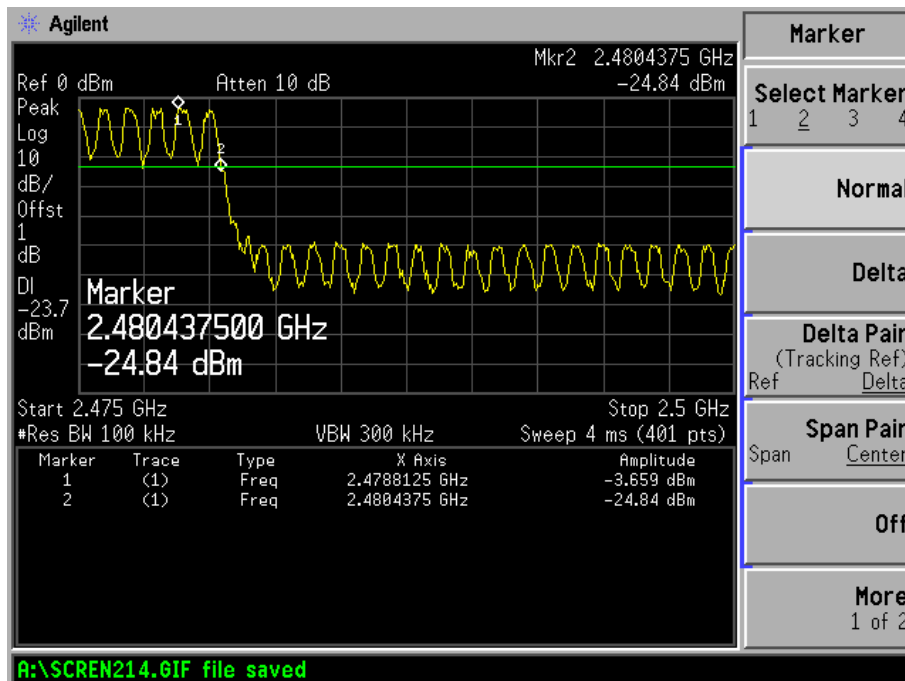 Agilent
Mkr2 2.4804375 GHz
Ref 0 dBm Atten 10 dB -24.84 dBm
Peak
Log
10
dB/
Offst
1
dB
DI
-23.7
dBm
1
2
Marker
2.480437500 GHz
-24.84 dBm
Start 2.475 GHz Stop 2.5 GHz
#Res BW 100 kHz VBW 300 kHz Sweep 4 ms (401 pts)
Marker Trace Type X Axis Amplitude
1 (1) Freq 2.4788125 GHz -3.659 dBm
2 (1) Freq 2.4804375 GHz -24.84 dBm
A:\SCREN214.GIF file saved
Marker
Select Marker
1 2 3 4
Normal
Delta
Delta Pair
(Tracking Ref)
Ref Delta
Span Pair
Span Center
Off
More
1 of 2